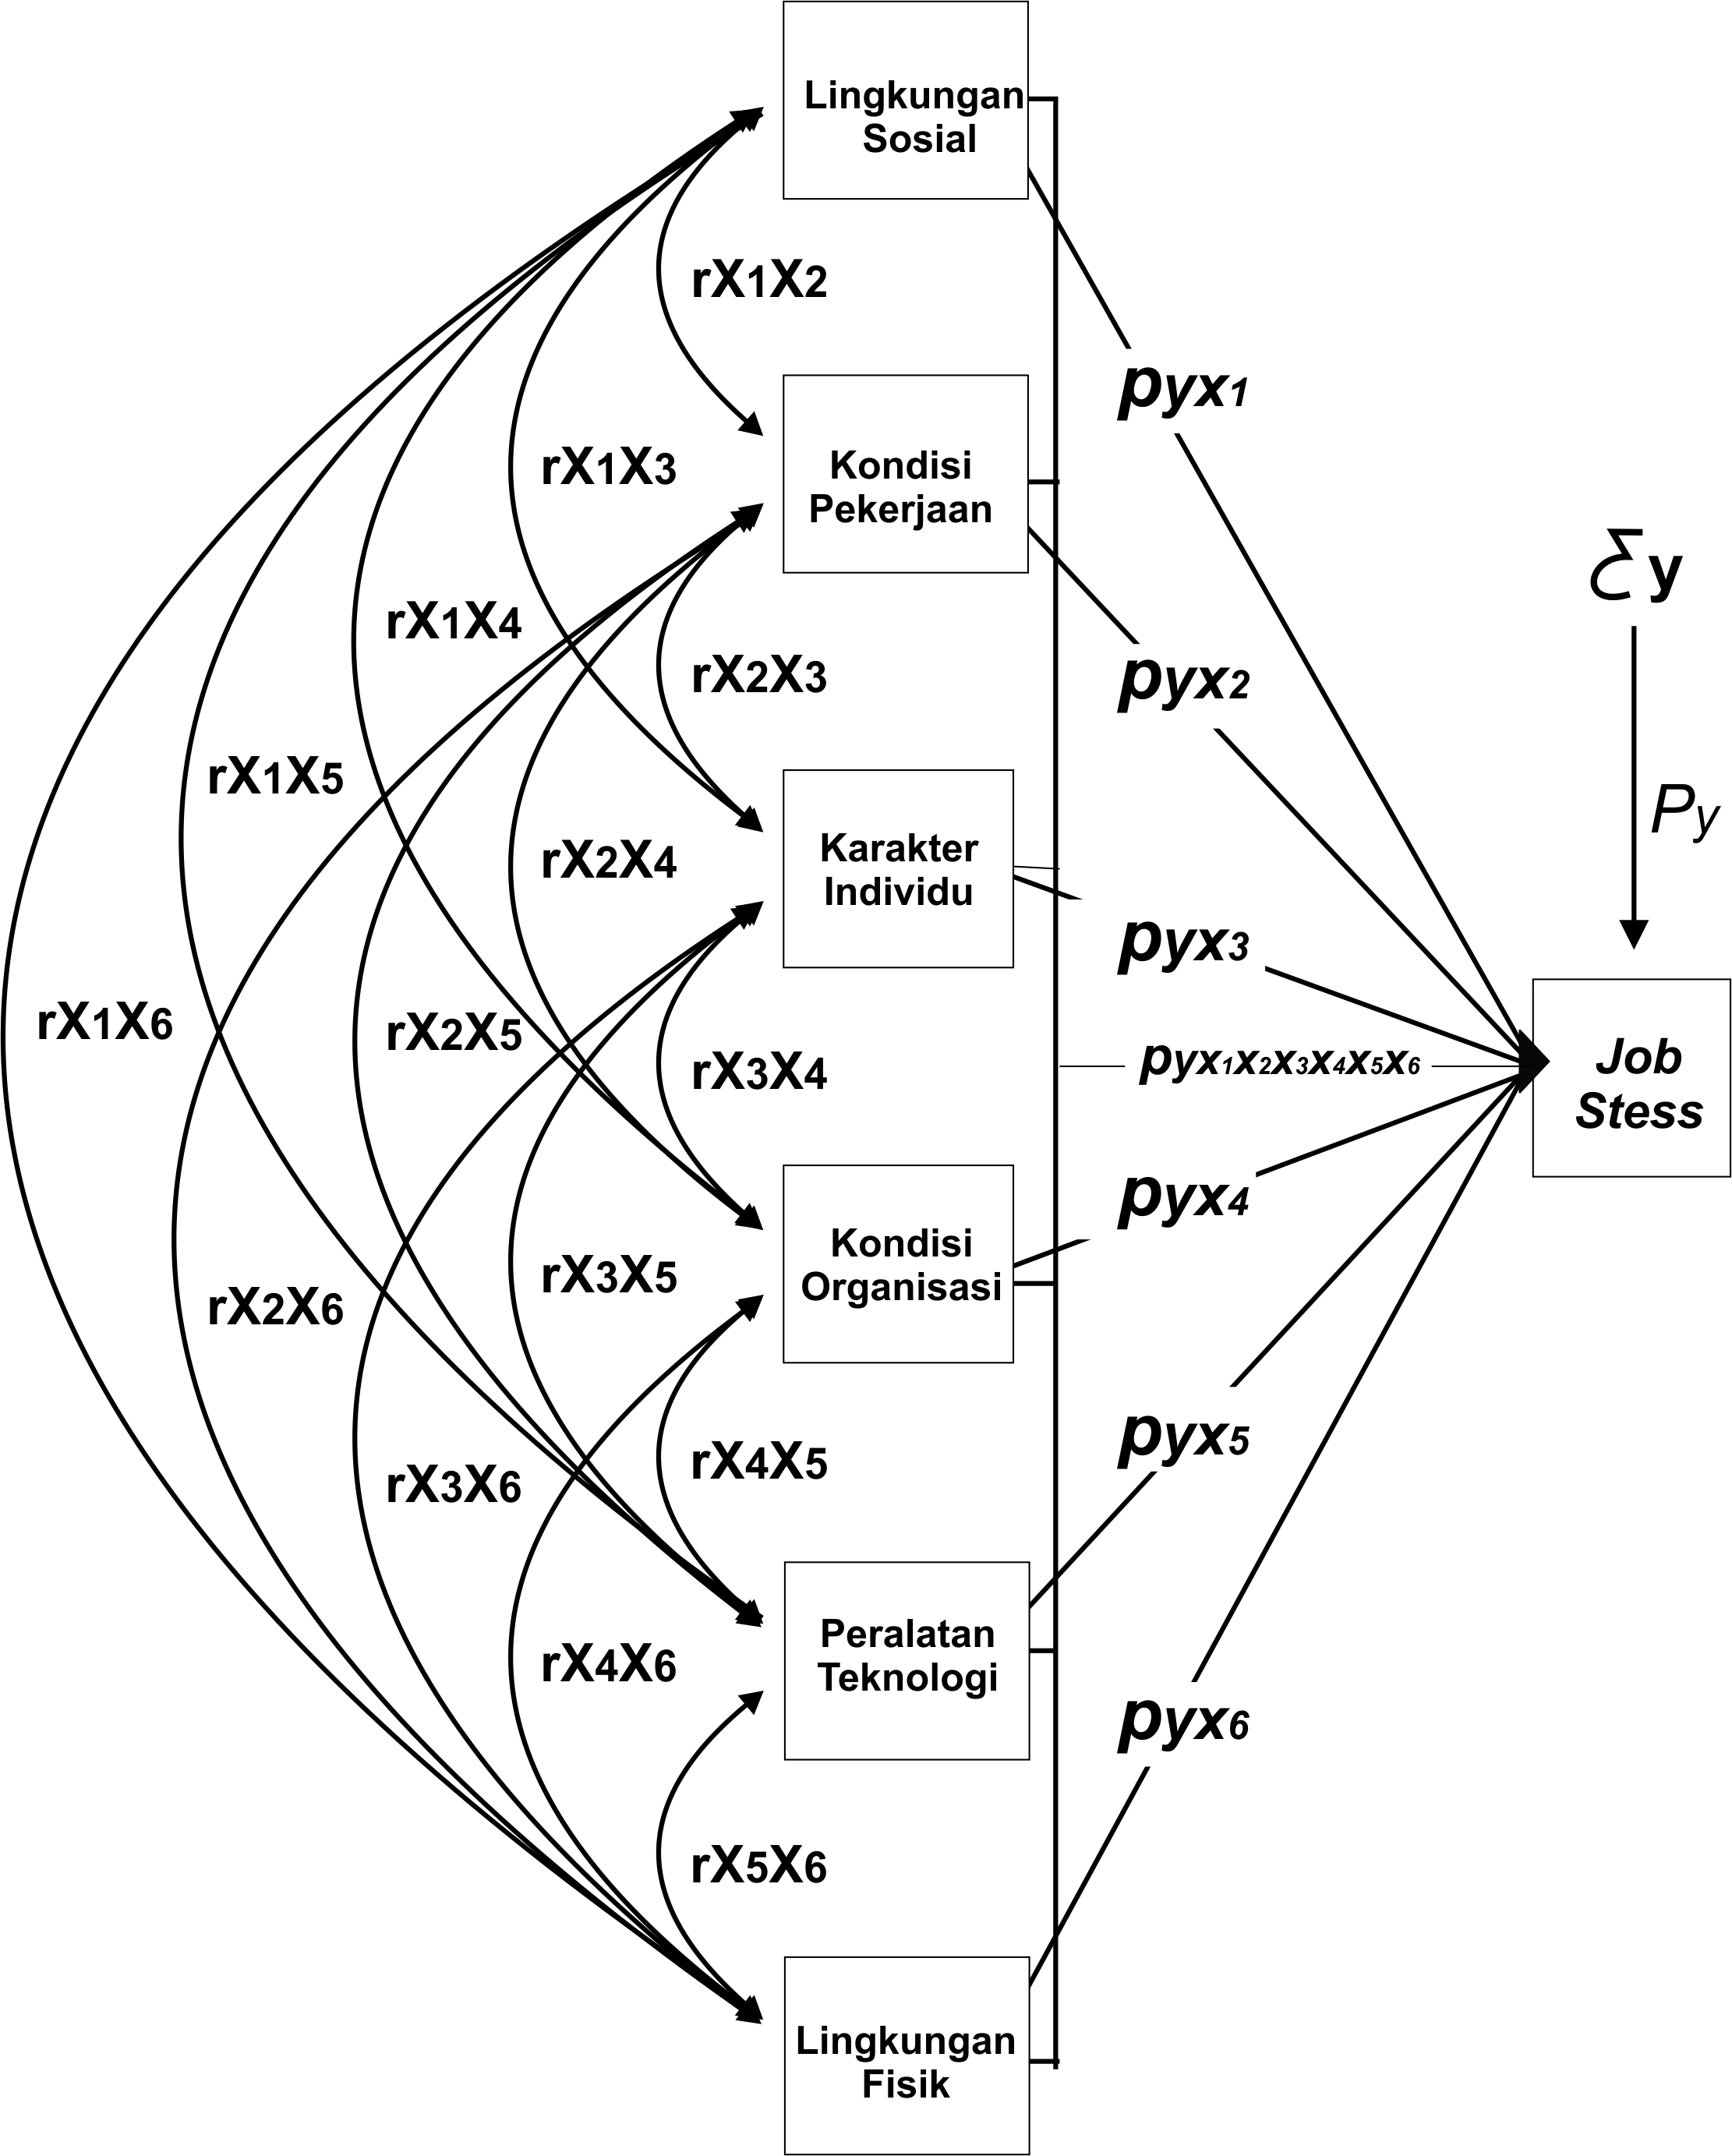 Lingkungan
Sosial
rX1X2
pyx1
rX1X3
Kondisi
Pekerjaan
Ɛy
rX1X4
rX2X3
pyx2
rX1X5
Py
rX2X4
Karakter
Individu
pyx3
rX1X6
rX2X5
rX3X4
pyx1x2x3x4x5x6
Job
Stess
pyx4
rX2X6
rX3X5
Kondisi
Organisasi
pyx5
rX3X6
rX4X5
rX4X6
Peralatan
Teknologi
pyx6
rX5X6
Lingkungan
Fisik